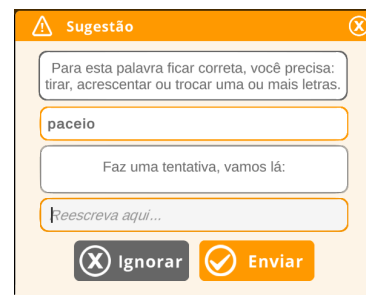 Sugestão
Para esta palavra ficar correta, você precisa:
tirar, acrescentar ou trocar uma ou mais letras.
paceio
Faz uma tentativa, vamos lá:
Reescreva aqui...
Ignorar
Enviar